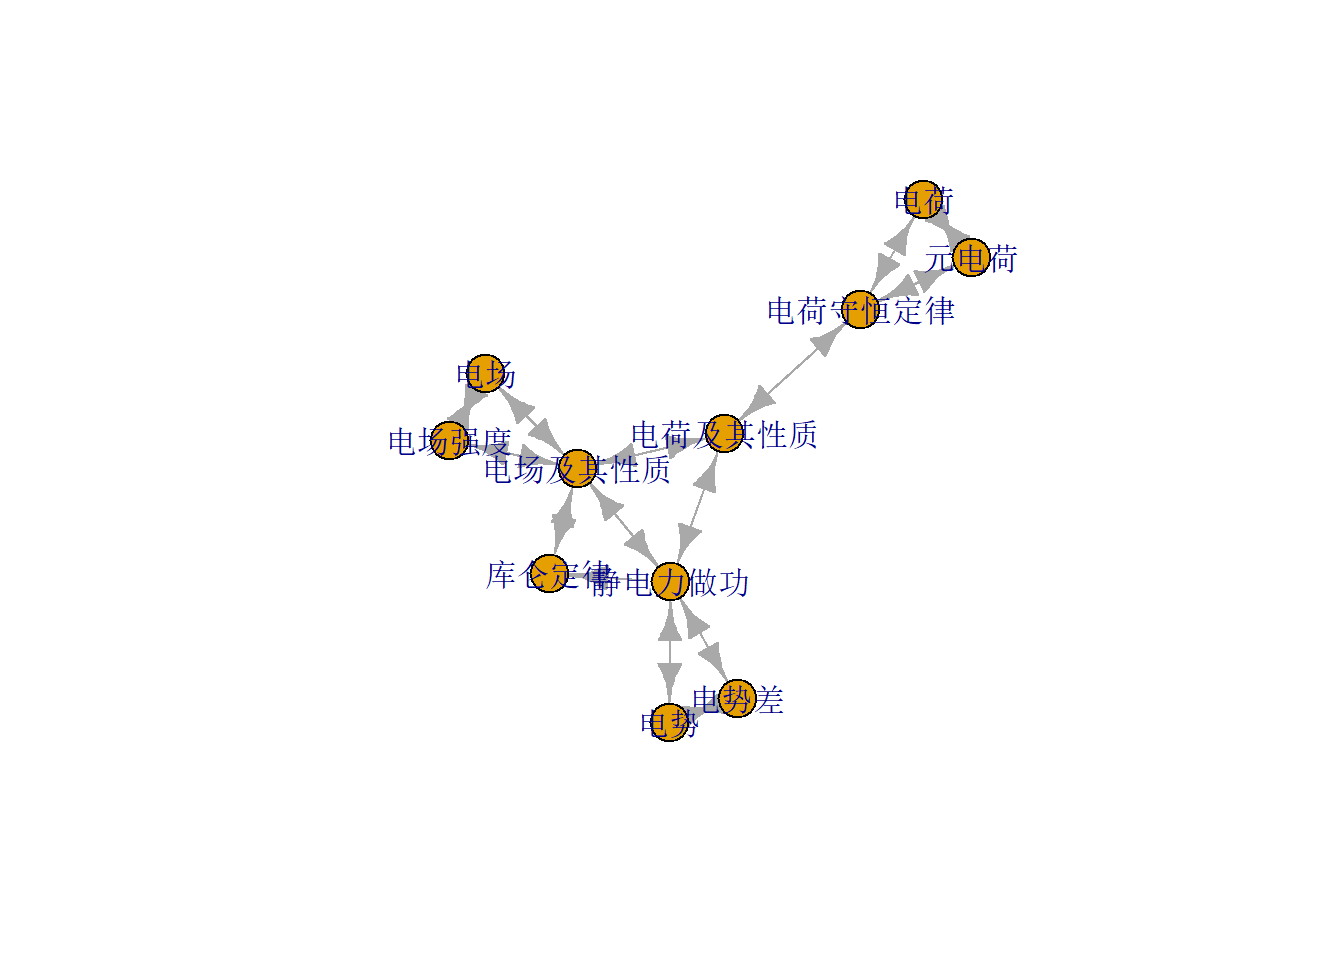 电荷
元电荷
电荷守恒定律
电场
电荷及其性质
电场强度
电场及其性质
库仑定律
静电力做功
电势差
电势